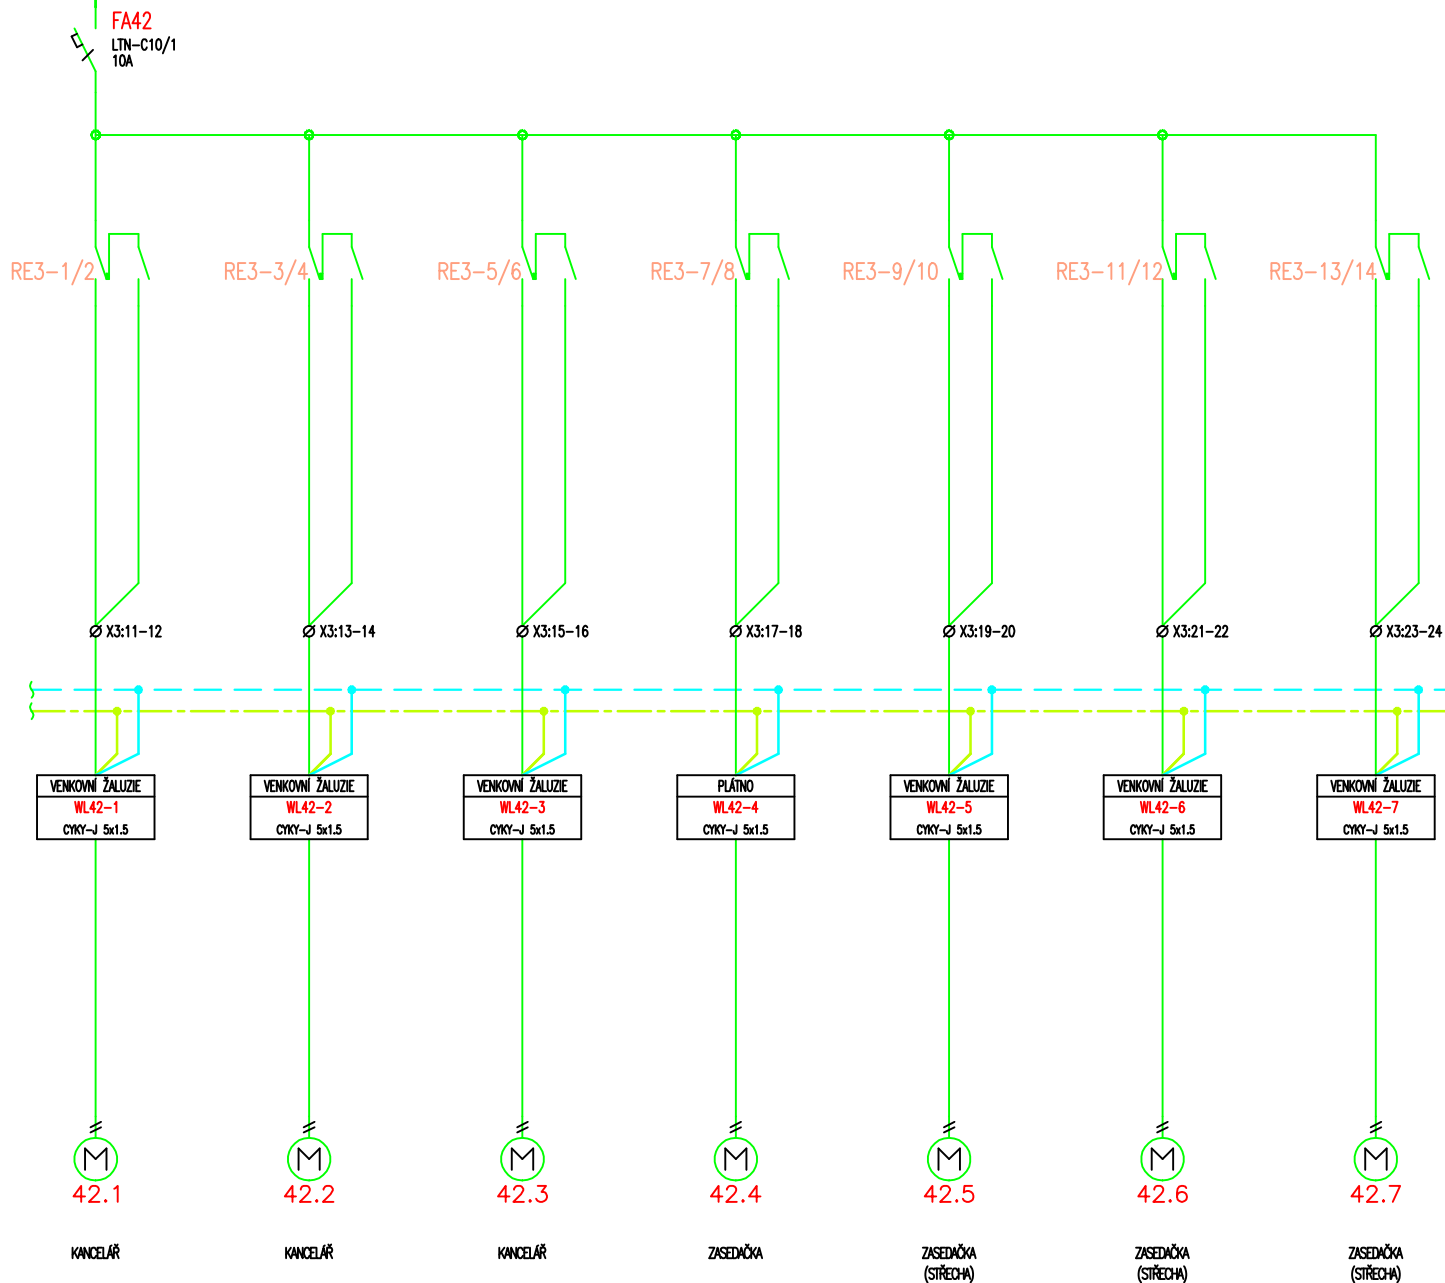 FA42
LTN-C10/1
10A
RE3-1/2 RE3-3/4 RE3-5/6 RE3-7/8 RE3-9/10 RE3-11/12 RE3-13/14
X3:11-12 X3:13-14 X3:15-16 X3:17-18 X3:19-20 X3:21-22 X3:23-24
VENKOVNÍ ŽALUZIE VENKOVNÍ ŽALUZIE VENKOVNÍ ŽALUZIE PLÁTNO VENKOVNÍ ŽALUZIE VENKOVNÍ ŽALUZIE VENKOVNÍ ŽALUZIE
WL42-1 WL42-2 WL42-3 WL42-4 WL42-5 WL42-6 WL42-7
CYKY-J 5x1.5 CYKY-J 5x1.5 CYKY-J 5x1.5 CYKY-J 5x1.5 CYKY-J 5x1.5 CYKY-J 5x1.5 CYKY-J 5x1.5
M M M M M M M
42.1 42.2 42.3 42.4 42.5 42.6 42.7
KANCELÁŘ KANCELÁŘ KANCELÁŘ ZASEDAČKA ZASEDAČKA ZASEDAČKA ZASEDAČKA
(STŘECHA) (STŘECHA) (STŘECHA)